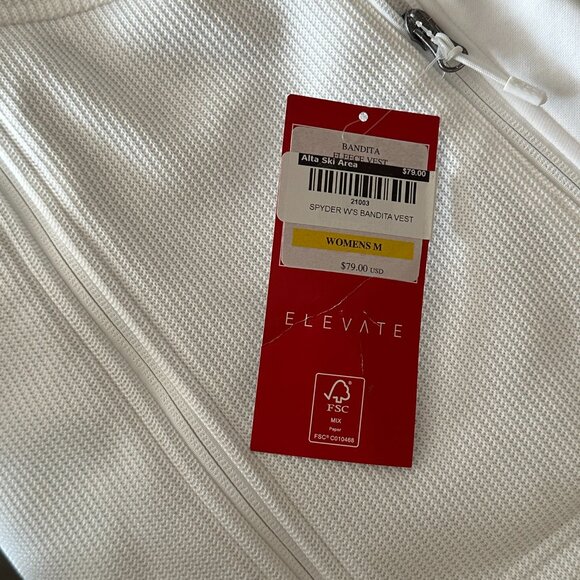 BANDITA
FLEECE VEST
Alta Ski Area $79.00
21003
SPYDER W'S BANDITA VEST
WOMENS M
$79.00 USD
ELEVATE
FSC
MIX
Paper
FSC® C010468